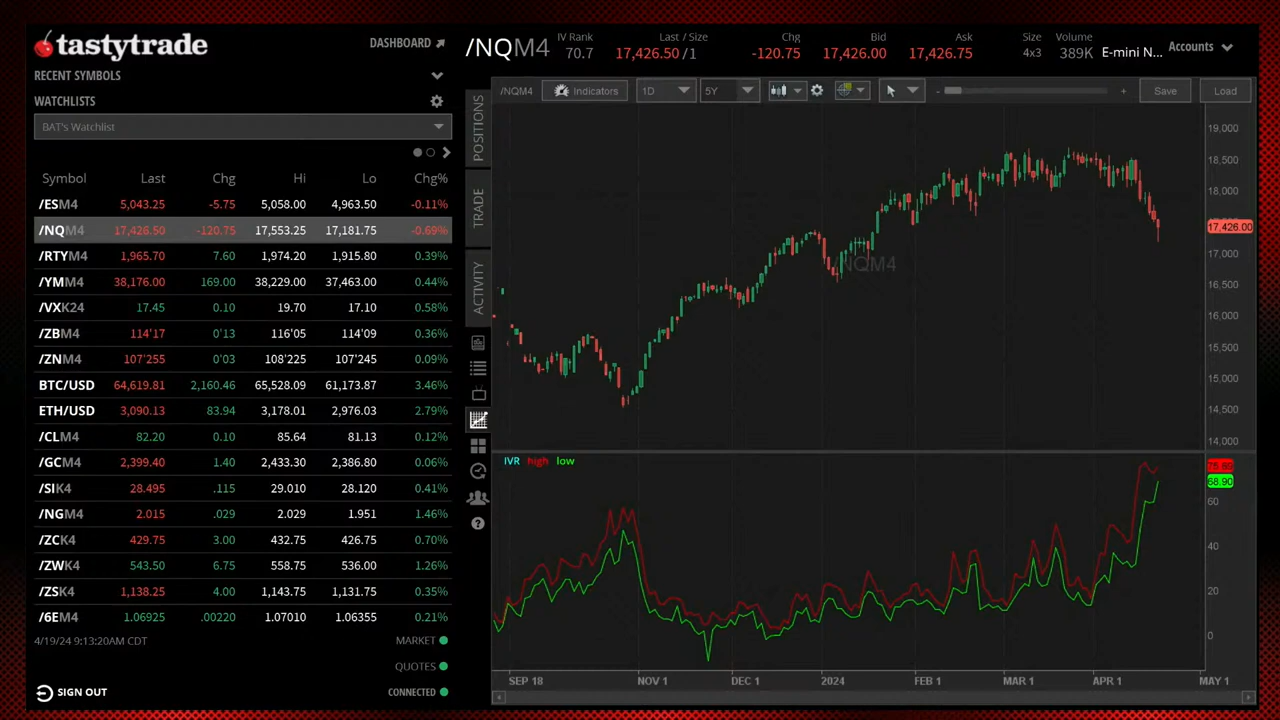 tastytrade
DASHBOARD
RECENT SYMBOLS
WATCHLISTS
BAT's Watchlist
Symbol Last Chg Hi Lo Chg%
/ESM4 5,043.25 -5.75 5,058.00 4,963.50 -0.11%
/NQM4 17,426.50 -120.75 17,553.25 17,181.75 -0.69%
/RTYM4 1,965.70 7.60 1,974.20 1,915.80 0.39%
/YMM4 38,176.00 169.00 38,229.00 37,463.00 0.44%
/VXK24 17.45 0.10 19.70 17.10 0.58%
/ZBM4 114'17 0'13 116'05 114'09 0.36%
/ZNM4 107'255 0'03 108'225 107'245 0.09%
BTC/USD 64,619.81 2,160.46 65,528.09 61,173.87 3.46%
ETH/USD 3,090.13 83.94 3,178.01 2,976.03 2.79%
/CLM4 82.20 0.10 85.64 81.13 0.12%
/GCM4 2,399.40 1.40 2,433.30 2,386.80 0.06%
/SIK4 28.495 .115 29.010 28.120 0.41%
/NGM4 2.015 .029 2.029 1.951 1.46%
/ZCK4 429.75 3.00 432.75 426.75 0.70%
/ZWK4 543.50 6.75 558.75 536.00 1.26%
/ZSK4 1,138.25 4.00 1,143.75 1,131.75 0.35%
/6EM4 1.06925 .00220 1.07010 1.06355 0.21%
4/19/24 9:13:20AM CDT
MARKET
QUOTES
SIGN OUT
CONNECTED
POSITIONS
TRADE
ACTIVITY
/NQM4
IV Rank Last / Size Chg Bid Ask Size Volume
70.7 17,426.50 / 1 -120.75 17,426.00 17,426.75 4x3 389K E-mini N... Accounts
/NQM4 Indicators 1D 5Y - + Save Load
19,000
18,500
18,000
17,426.00
17,000
/NQM4
16,500
16,000
15,500
15,000
14,500
14,000
IVR high low
68.90
60
40
20
0
SEP 18 NOV 1 DEC 1 2024 FEB 1 MAR 1 APR 1 MAY 1